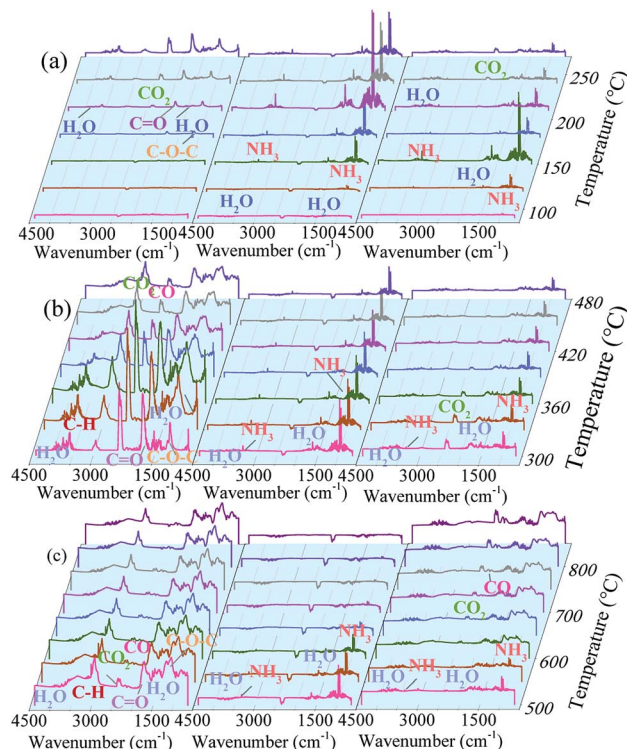 (a)
CO₂
H₂O
C=O
H₂O
C-O-C
NH₃
NH₃
H₂O
H₂O
CO₂
H₂O
NH₃
H₂O
NH₃
250
200
150
100
Temperature (°C)
4500 3000 1500 4500 3000 1500 4500 3000 1500
Wavenumber (cm⁻¹) Wavenumber (cm⁻¹) Wavenumber (cm⁻¹)
(b)
CO₂
CO
C-H
H₂O
H₂O
C=O
C-O-C
NH₃
NH₃
H₂O
H₂O
CO₂
NH₃
NH₃
H₂O
H₂O
480
420
360
300
Temperature (°C)
4500 3000 1500 4500 3000 1500 4500 3000 1500
Wavenumber (cm⁻¹) Wavenumber (cm⁻¹) Wavenumber (cm⁻¹)
(c)
C-O-C
CO
CO₂
H₂O
C-H
C=O
H₂O
NH₃
H₂O
NH₃
H₂O
CO
CO₂
NH₃
NH₃
H₂O
H₂O
800
700
600
500
Temperature (°C)
4500 3000 1500 4500 3000 1500 4500 3000 1500
Wavenumber (cm⁻¹) Wavenumber (cm⁻¹) Wavenumber (cm⁻¹)